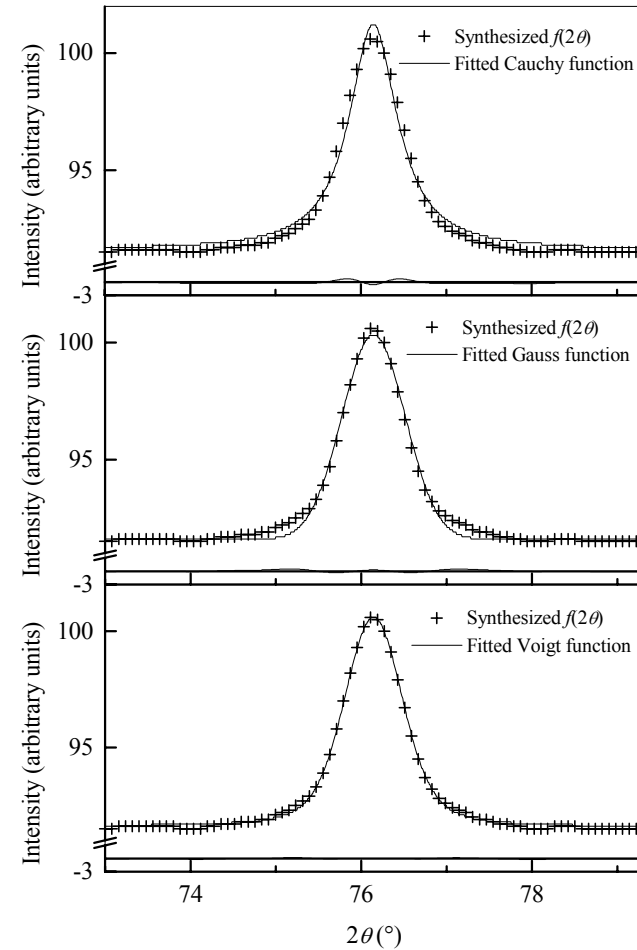 Intensity (arbitrary units)
100
95
-3
Synthesized f(2θ)
Fitted Cauchy function
Intensity (arbitrary units)
100
95
-3
Synthesized f(2θ)
Fitted Gauss function
Intensity (arbitrary units)
100
95
-3
Synthesized f(2θ)
Fitted Voigt function
74 76 78
2θ (°)